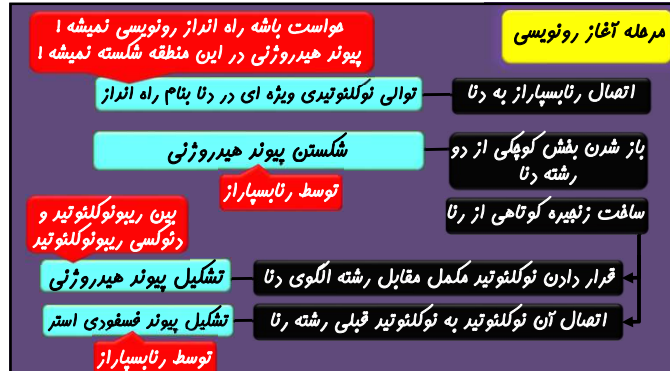 مرحله آغاز رونویسی
حواست باشه راه انداز رونویسی نمیشه !
پیوند هیدروژنی در این منطقه شکسته نمیشه !
اتصال رنابسپاراز به دنا
توالی نوکلئوتیدی ویژه ای در دنا بنام راه انداز
باز شدن بخش کوچکی از دو
رشته دنا
شکستن پیوند هیدروژنی
توسط رنابسپاراز
ساخت زنجیره کوتاهی از رنا
بین ریبونوکلئوتید و
دئوکسی ریبونوکلئوتید
قرار دادن نوکلئوتید مکمل مقابل رشته الگوی دنا
تشکیل پیوند هیدروژنی
اتصال آن نوکلئوتید به نوکلئوتید قبلی رشته رنا
تشکیل پیوند فسفودی استر
توسط رنابسپاراز